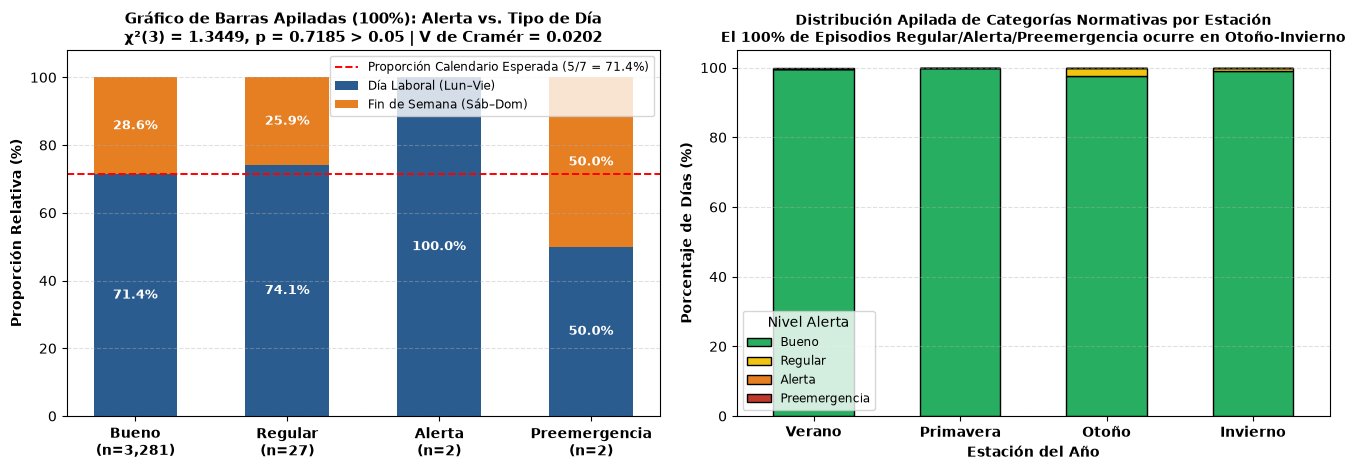 Gráfico de Barras Apiladas (100%): Alerta vs. Tipo de Día
χ²(3) = 1.3449, p = 0.7185 > 0.05 | V de Cramér = 0.0202
Proporción Relativa (%)
100
80
60
40
20
0
Proporción Calendario Esperada (5/7 = 71.4%)
Día Laboral (Lun–Vie)
Fin de Semana (Sáb–Dom)
28.6%
25.9%
50.0%
71.4%
74.1%
100.0%
50.0%
Bueno
(n=3,281)
Regular
(n=27)
Alerta
(n=2)
Preemergencia
(n=2)
Distribución Apilada de Categorías Normativas por Estación
El 100% de Episodios Regular/Alerta/Preemergencia ocurre en Otoño-Invierno
Porcentaje de Días (%)
100
80
60
40
20
0
Nivel Alerta
Bueno
Regular
Alerta
Preemergencia
Verano
Primavera
Otoño
Invierno
Estación del Año